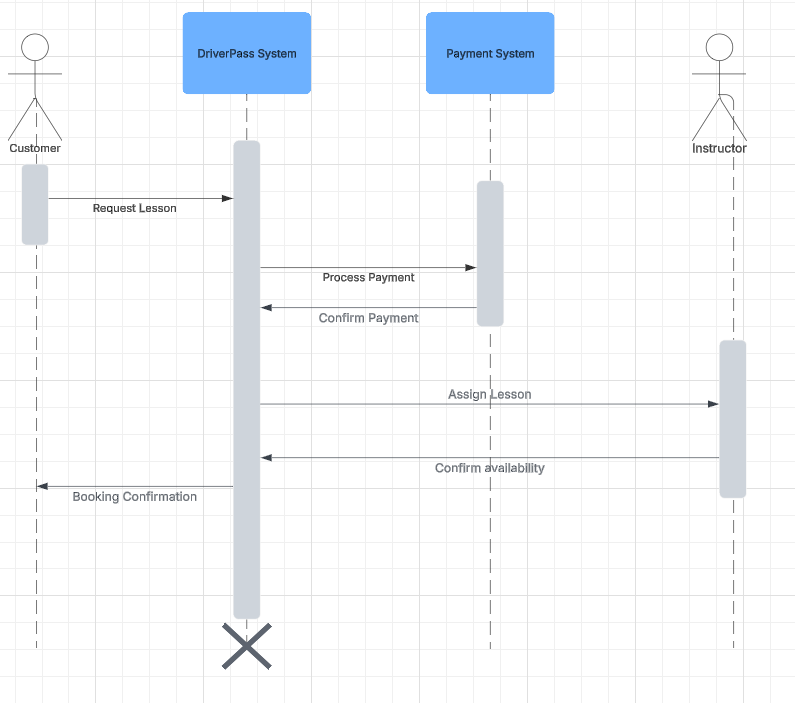 DriverPass System
Payment System
Customer
Instructor
Request Lesson
Process Payment
Confirm Payment
Assign Lesson
Confirm availability
Booking Confirmation